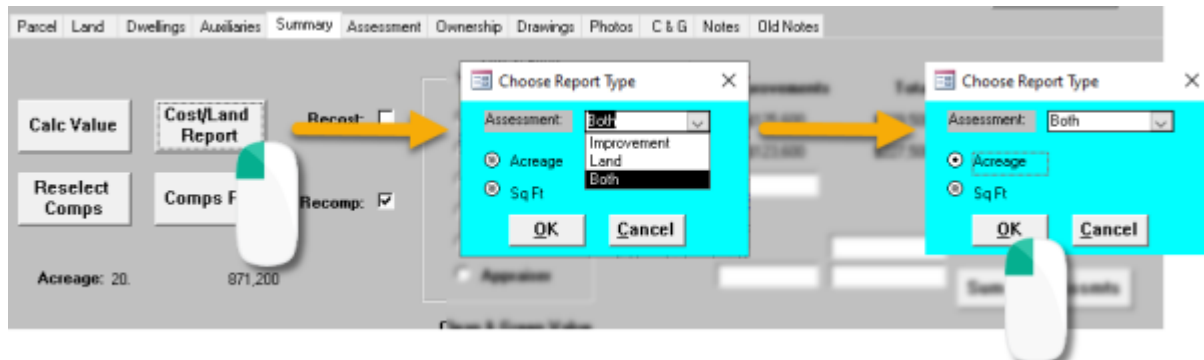 Parcel Land Dwellings Auxiliaries Summary Assessment Ownership Drawings Photos C & G Notes Old Notes
Calc Value
Cost/Land
Report
Recost:
Reselect
Comps
Comps
Recomp:
Acreage: 20.
871,200
Choose Report Type
Assessment: Both
Improvement
Land
Both
Acreage
Sq Ft
OK Cancel
Appraiser
Choose Report Type
Assessment: Both
Acreage
Sq Ft
OK Cancel